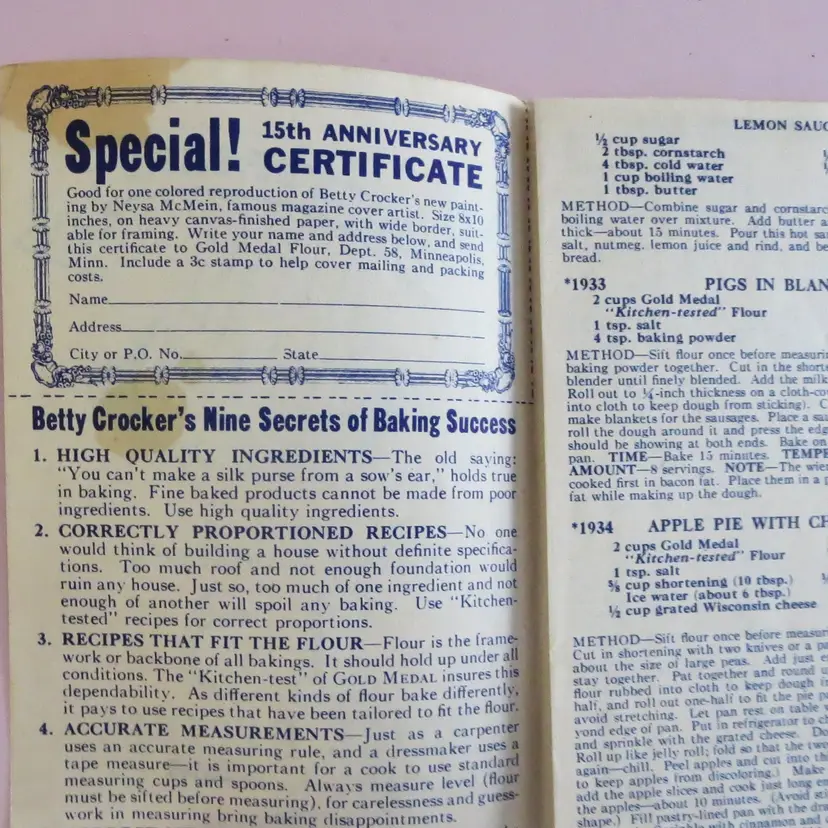 Special! 15th ANNIVERSARY
CERTIFICATE
Good for one colored reproduction of Betty Crocker's new paint-
ing by Neysa McMein, famous magazine cover artist. Size 8x10
inches, on heavy canvas-finished paper, with wide border, suit-
able for framing. Write your name and address below, and send
this certificate to Gold Medal Flour, Dept. 58, Minneapolis,
Minn. Include a 3c stamp to help cover mailing and packing
costs.
Name
Address
City or P.O. No. State
Betty Crocker's Nine Secrets of Baking Success
1. HIGH QUALITY INGREDIENTS—The old saying:
"You can't make a silk purse from a sow's ear," holds true
in baking. Fine baked products cannot be made from poor
ingredients. Use high quality ingredients.
2. CORRECTLY PROPORTIONED RECIPES—No one
would think of building a house without definite specifica-
tions. Too much roof and not enough foundation would
ruin any house. Just so, too much of one ingredient and not
enough of another will spoil any baking. Use "Kitchen-
tested" recipes for correct proportions.
3. RECIPES THAT FIT THE FLOUR—Flour is the frame-
work or backbone of all bakings. It should hold up under all
conditions. The "Kitchen-test" of GOLD MEDAL insures this
dependability. As different kinds of flour bake differently,
it pays to use recipes that have been tailored to fit the flour.
4. ACCURATE MEASUREMENTS—Just as a carpenter
uses an accurate measuring rule, and a dressmaker uses a
tape measure—it is important for a cook to use standard
measuring cups and spoons. Always measure level (flour
must be sifted before measuring), for carelessness and guess-
work in measuring bring baking disappointments.
LEMON SAUC
½ cup sugar
2 tbsp. cornstarch
4 tbsp. cold water
1 cup boiling water
1 tbsp. butter
METHOD—Combine sugar and cornstarc
boiling water over mixture. Add butter a
thick—about 15 minutes. Pour this hot sa
salt, nutmeg, lemon juice and rind, and be
bread.
*1933 PIGS IN BLAN
2 cups Gold Medal
"Kitchen-tested" Flour
1 tsp. salt
4 tsp. baking powder
METHOD—Sift flour once before measuri
baking powder together. Cut in the shorte
blender until finely blended. Add the milk
Roll out to ¼-inch thickness on a cloth-co
into cloth to keep dough from sticking). C
make blankets for the sausages. Place a sa
roll the dough around it and press the edg
should be showing at both ends. Bake on
pan. TIME—Bake 15 minutes. TEMPE
AMOUNT—8 servings. NOTE—The wie
cooked first in bacon fat. Place them in a p
fat while making up the dough.
*1934 APPLE PIE WITH CH
2 cups Gold Medal
"Kitchen-tested" Flour
1 tsp. salt
⅝ cup shortening (10 tbsp.)
Ice water (about 6 tbsp.)
½ cup grated Wisconsin cheese
METHOD—Sift flour once before measur
Cut in shortening with two knives or a pa
about the size of large peas. Add just e
stay together. Pat together and round u
flour rubbed into cloth to keep dough f
half, and roll out one-half to fit the pie p
avoid stretching. Let pan rest on table w
yond edge of pan. Put in refrigerator to c
and sprinkle with the grated cheese. Do
Roll up like jelly roll; fold so that the two
again—chill. Peel apples and cut into th
to keep apples from discoloring.) Make
add the apple slices and cook just long en
the apples—about 10 minutes. (Avoid sti
shape.) Fill pastry-lined pan with the dra
with cinnamon and